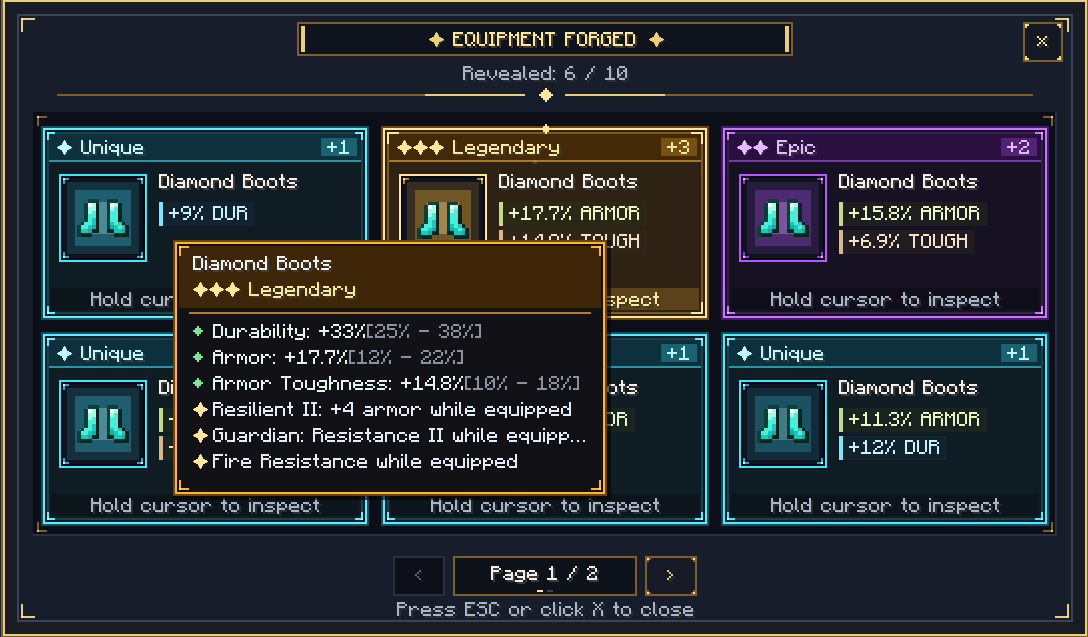 EQUIPMENT FORGED
×
Revealed: 6 / 10
Unique +1
Diamond Boots
+9% DUR
Hold
Legendary +3
Diamond Boots
+17.7% ARMOR
TOUGH
Epic +2
Diamond Boots
+15.8% ARMOR
+6.9% TOUGH
Hold cursor to inspect
Diamond Boots
Legendary
Durability: +33%[25% - 38%]
Armor: +17.7%[12% - 22%]
Armor Toughness: +14.8%[10% - 18%]
Resilient II: +4 armor while equipped
Guardian: Resistance II while equipp...
Fire Resistance while equipped
Unique
Hold cursor to inspect
+1
Hold cursor to inspect
Unique +1
Diamond Boots
+11.3% ARMOR
+12% DUR
Hold cursor to inspect
< Page 1 / 2 >
Press ESC or click X to close